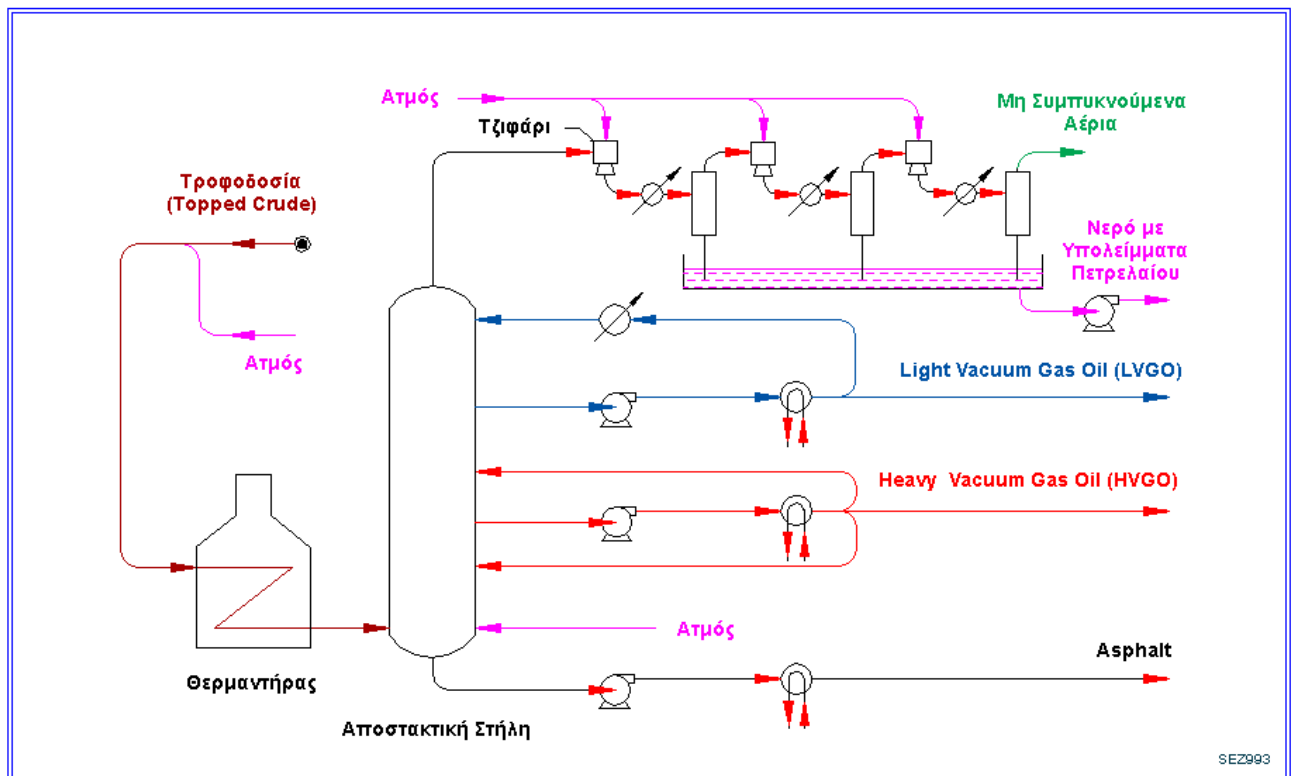 Ατμός
Μη Συμπυκνούμενα
Αέρια
Τζιφάρι
Τροφοδοσία
(Topped Crude)
Νερό με
Υπολείμματα
Πετρελαίου
Ατμός
Light Vacuum Gas Oil (LVGO)
Heavy Vacuum Gas Oil (HVGO)
Ατμός
Asphalt
Θερμαντήρας
Αποστακτική Στήλη
SEZ993